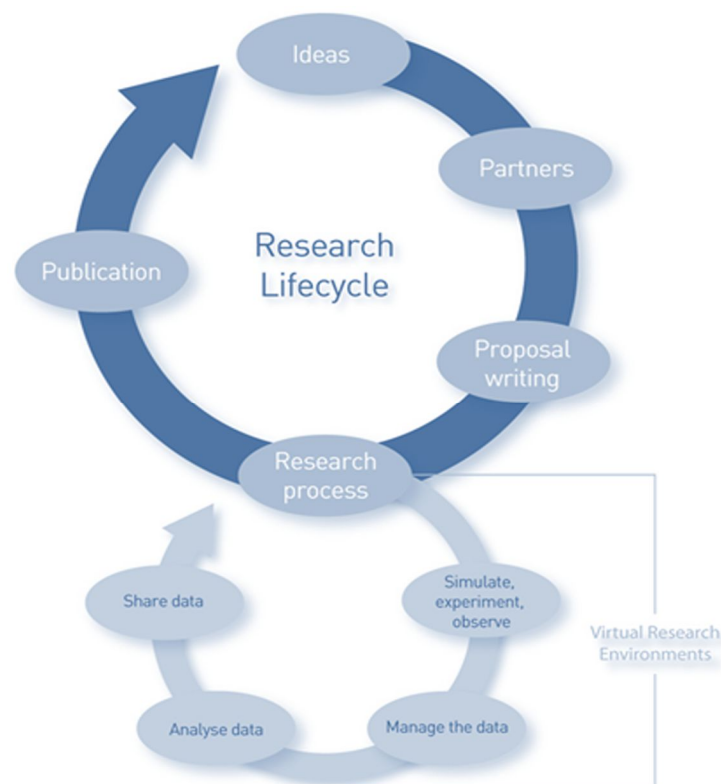 Ideas
Partners
Research
Lifecycle
Publication
Proposal
writing
Research
process
Share data
Simulate,
experiment,
observe
Virtual Research
Environments
Analyse data
Manage the data